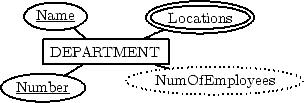 Name
Locations
DEPARTMENT
Number
NumOfEmployees